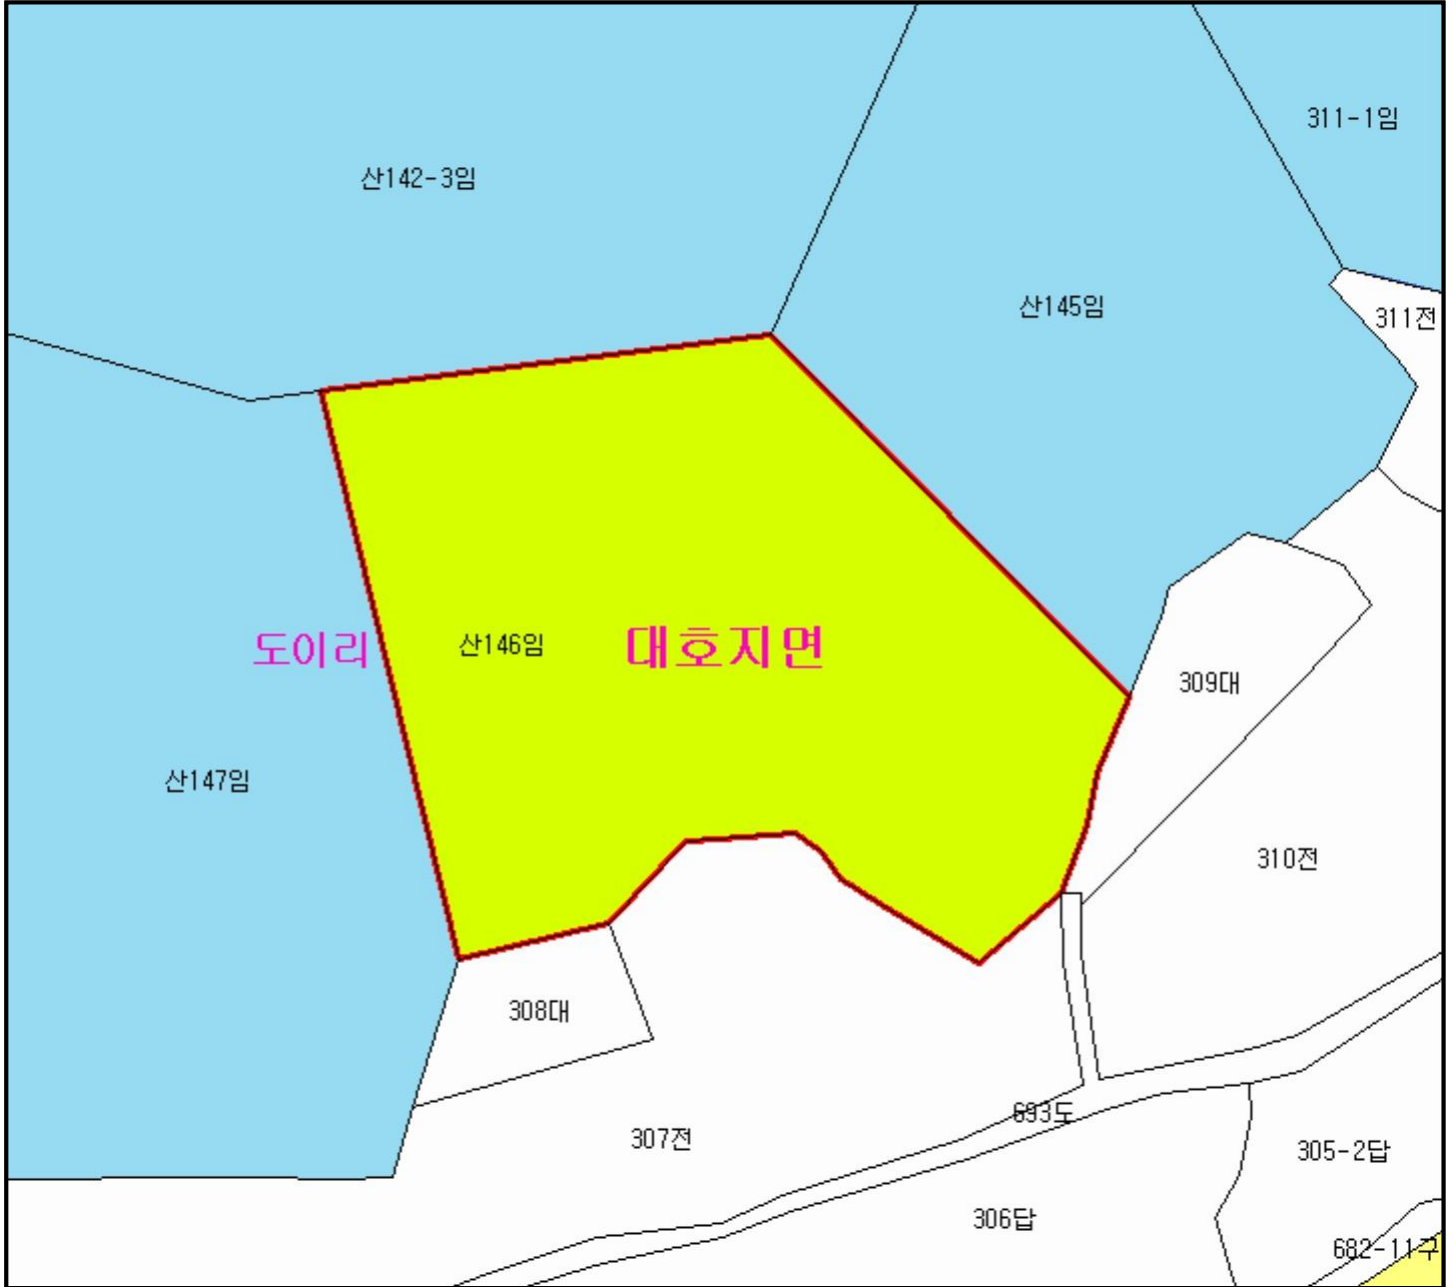 311-1임
산142-3임
산145임
311전
도이리
산146임
대호지면
309대
산147임
310전
308대
693도
307전
305-2답
306답
682-11구